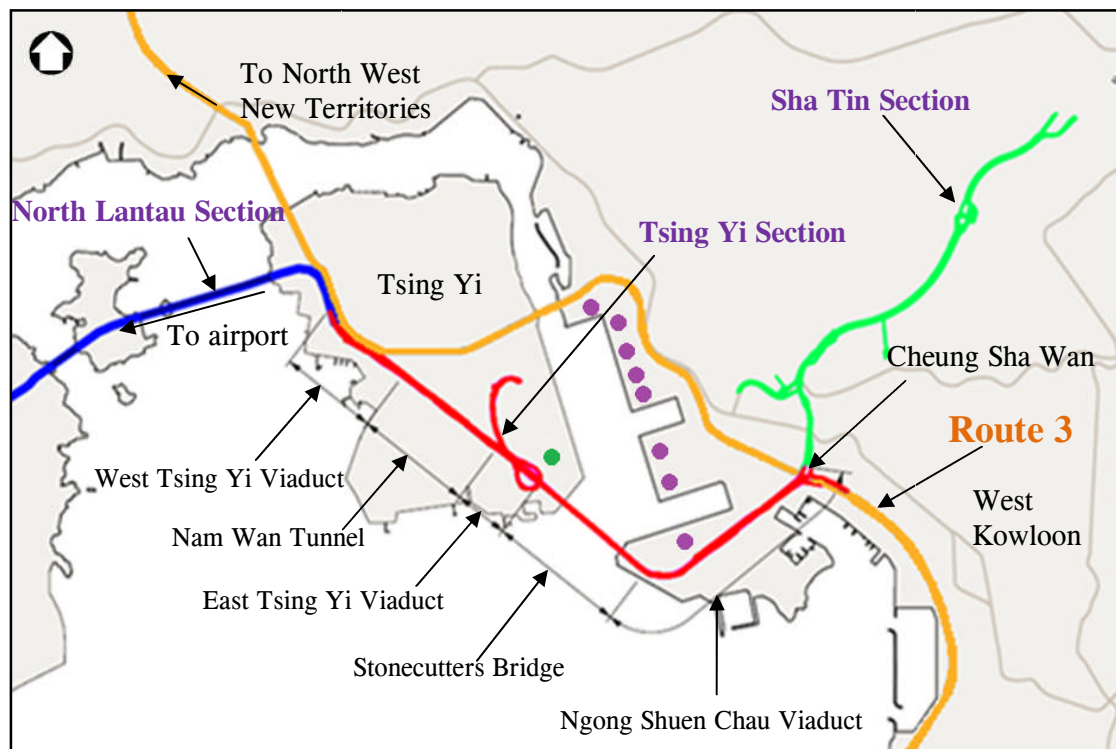 To North West
New Territories
Sha Tin Section
North Lantau Section
Tsing Yi Section
Tsing Yi
To airport
Cheung Sha Wan
Route 3
West Tsing Yi Viaduct
West
Kowloon
Nam Wan Tunnel
East Tsing Yi Viaduct
Stonecutters Bridge
Ngong Shuen Chau Viaduct